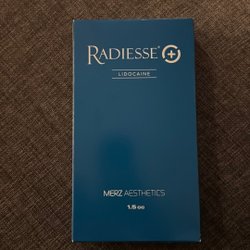 RADIESSE® +
LIDOCAINE
MERZ AESTHETICS
1.5 cc